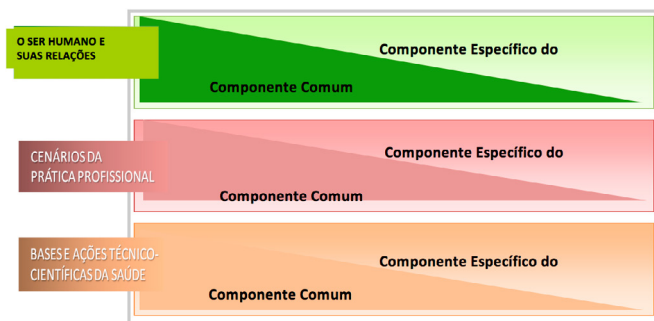 O SER HUMANO E
SUAS RELAÇÕES
Componente Específico do
Componente Comum
CENÁRIOS DA
PRÁTICA PROFISSIONAL
Componente Específico do
Componente Comum
BASES E AÇÕES TÉCNICO-
CIENTÍFICAS DA SAÚDE
Componente Específico do
Componente Comum